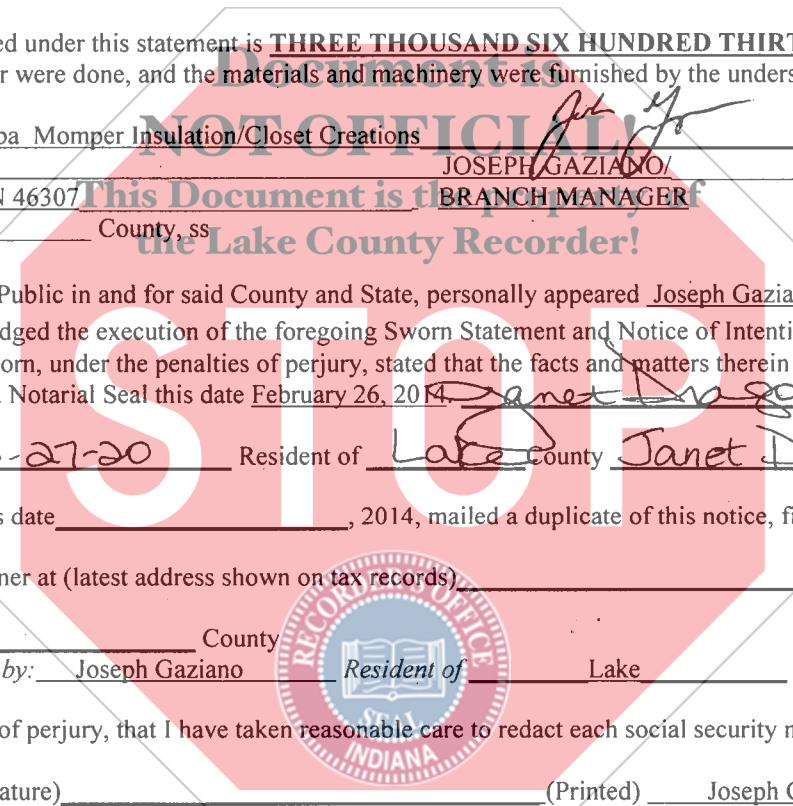 ed under this statement is THREE THOUSAND SIX HUNDRED THIRT
r were done, and the materials and machinery were furnished by the unders
Document is
NOT OFFICIAL!
This Document is the property of
the Lake County Recorder!
ba Momper Insulation/Closet Creations
JOSEPH GAZIANO/
N 46307 BRANCH MANAGER
County, ss
Public in and for said County and State, personally appeared Joseph Gazia
dged the execution of the foregoing Sworn Statement and Notice of Intenti
orn, under the penalties of perjury, stated that the facts and matters therein
Notarial Seal this date February 26, 2014. Janet Drago
-27-20 Resident of Lake County Janet D
STOP
s date , 2014, mailed a duplicate of this notice, fi
ner at (latest address shown on tax records)
County
by: Joseph Gaziano Resident of Lake
RECORDER'S OFFICE
SEAL
INDIANA
of perjury, that I have taken reasonable care to redact each social security n
ature) (Printed) Joseph G